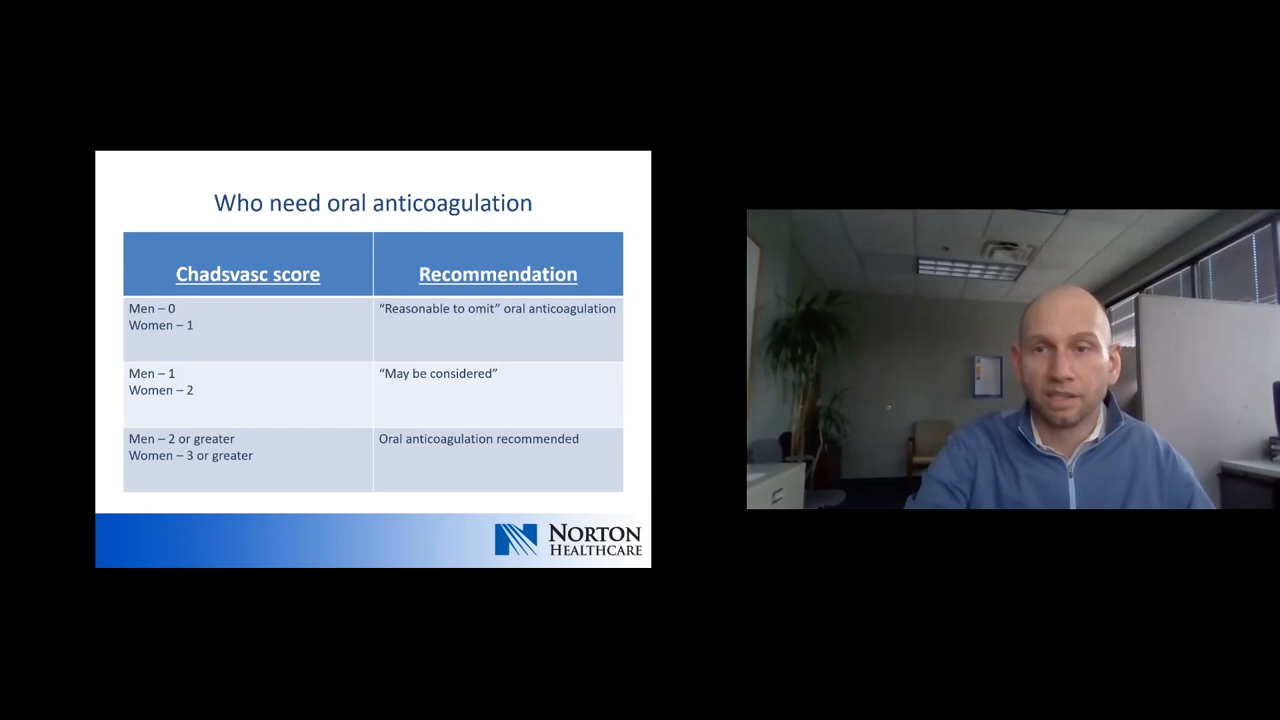 Who need oral anticoagulation
Chadsvasc score
Recommendation
Men – 0
Women – 1
“Reasonable to omit” oral anticoagulation
Men – 1
Women – 2
“May be considered”
Men – 2 or greater
Women – 3 or greater
Oral anticoagulation recommended
NORTON
HEALTHCARE